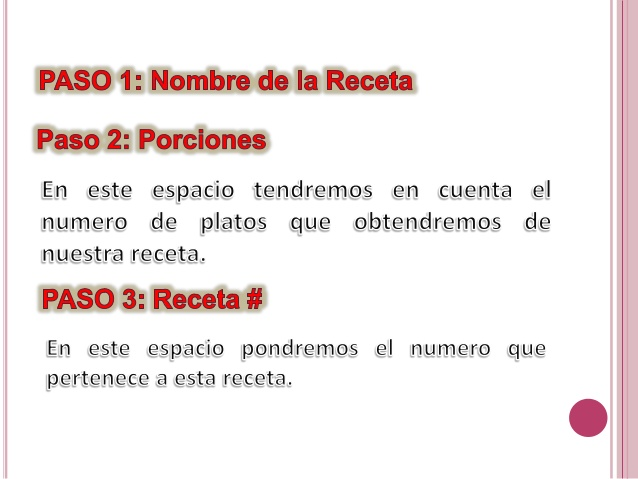 PASO 1: Nombre de la Receta
Paso 2: Porciones
En este espacio tendremos en cuenta el
numero de platos que obtendremos de
nuestra receta.
PASO 3: Receta #
En este espacio pondremos el numero que
pertenece a esta receta.